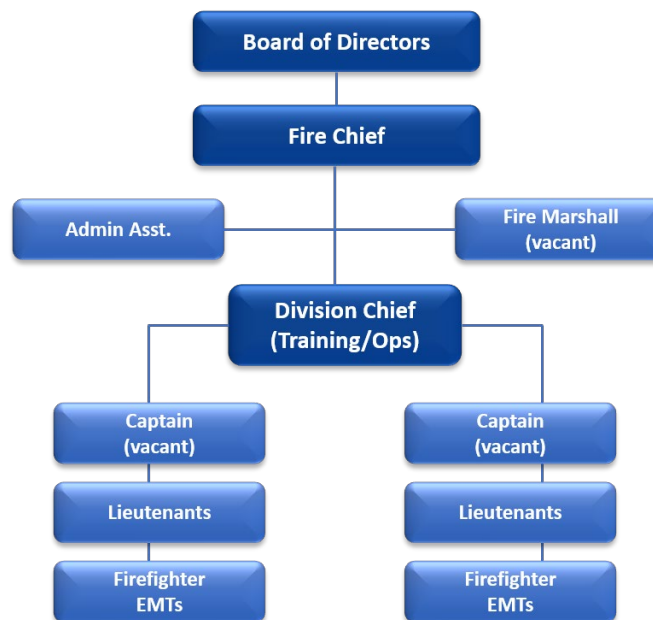 Board of Directors
Fire Chief
Admin Asst.
Fire Marshall
(vacant)
Division Chief
(Training/Ops)
Captain
(vacant)
Captain
(vacant)
Lieutenants
Lieutenants
Firefighter
EMTs
Firefighter
EMTs